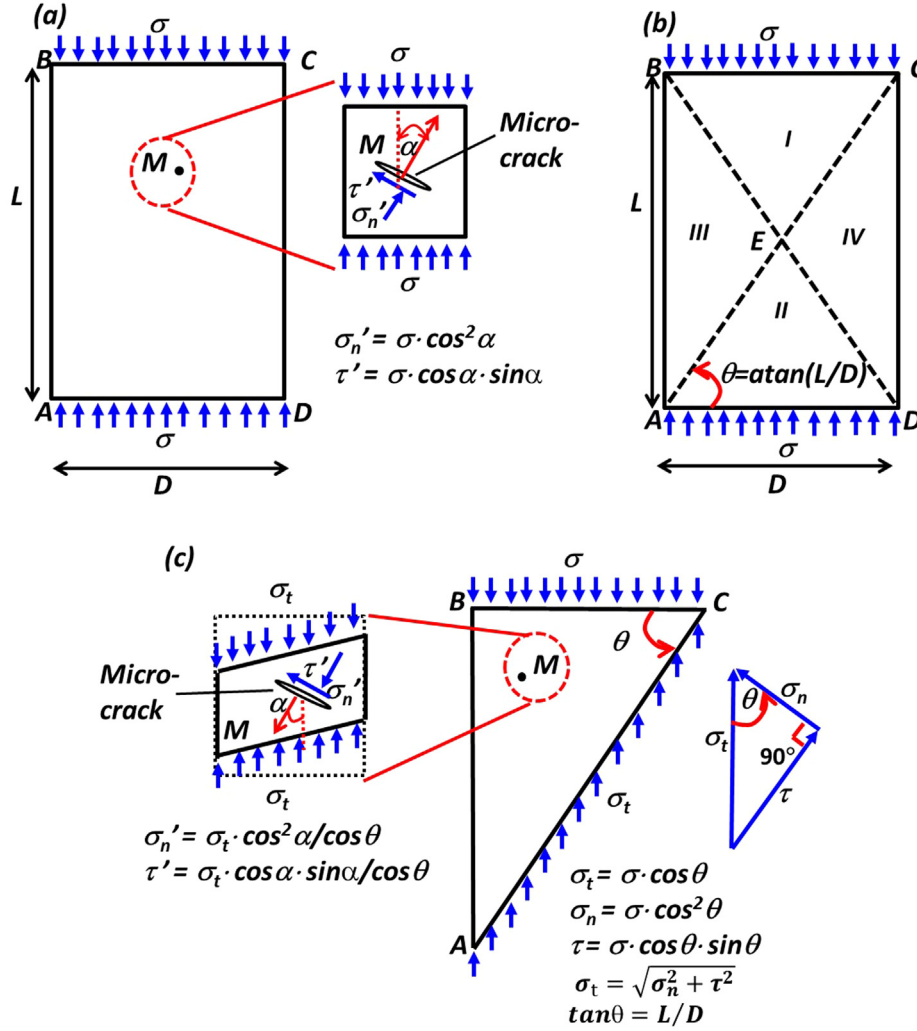 (a)
σ
B
C
L
M
A
D
σ
D
σ
M
α
Micro-
crack
τ'
σn'
σ
σn' = σ· cos²α
τ' = σ· cosα· sinα
(b)
σ
B
C
L
I
III
E
IV
II
θ=atan(L/D)
A
D
σ
D
(c)
σt
Micro-
crack
τ'
σn'
α
M
σt
σn' = σt· cos²α/cosθ
τ' = σt· cosα· sinα/cosθ
σ
B
C
θ
M
σt
A
σn
θ
σt
90°
τ
σt = σ· cosθ
σn = σ· cos²θ
τ = σ· cosθ· sinθ
σt = √σn² + τ²
tanθ = L/D